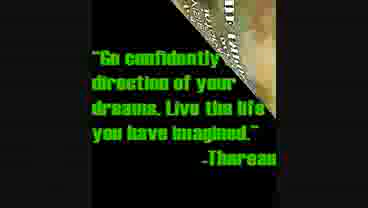 "Go confidently
direction of your
dreams. Live the life
you have imagined."
-Thoreau